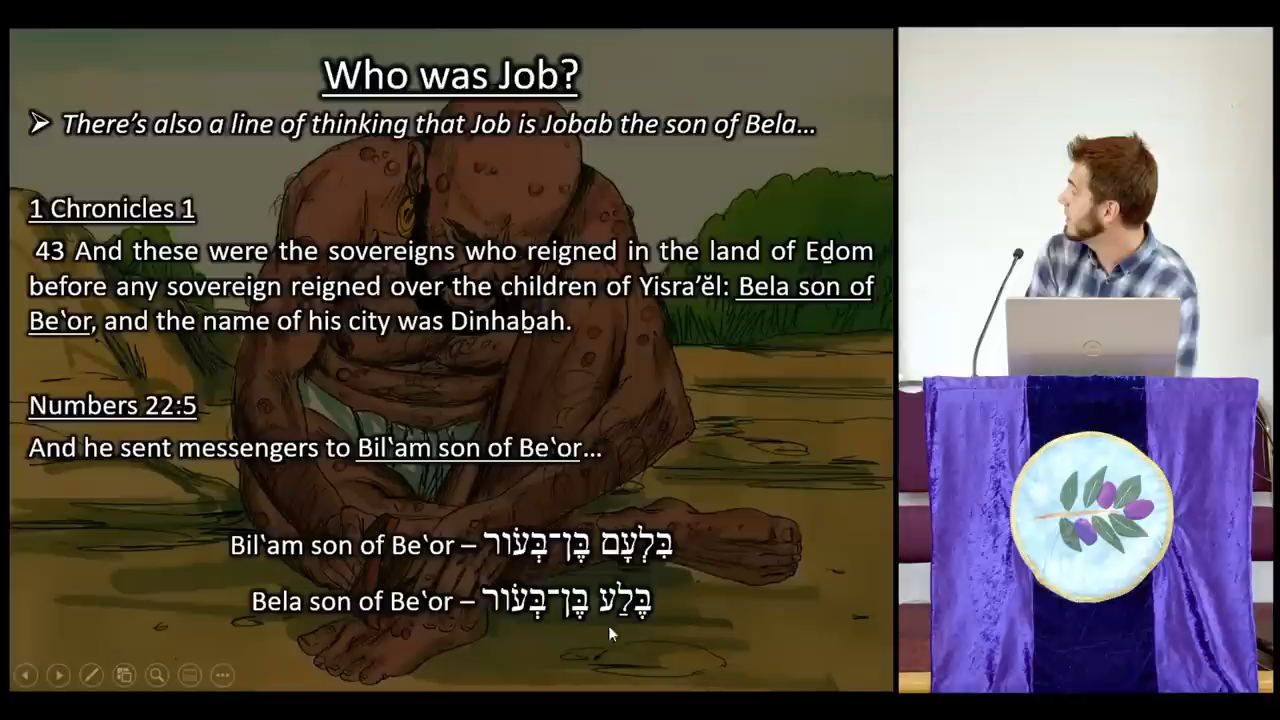 Who was Job?
➢ There's also a line of thinking that Job is Jobab the son of Bela...
1 Chronicles 1
43 And these were the sovereigns who reigned in the land of Eḏom
before any sovereign reigned over the children of Yisra’ĕl: Bela son of
Be‛or, and the name of his city was Dinhaḇah.
Numbers 22:5
And he sent messengers to Bil‛am son of Be‛or...
Bil‛am son of Be‛or – בִּלְעָם בֶּן־בְּעֹור
Bela son of Be‛or – בֶּלַע בֶּן־בְּעֹור